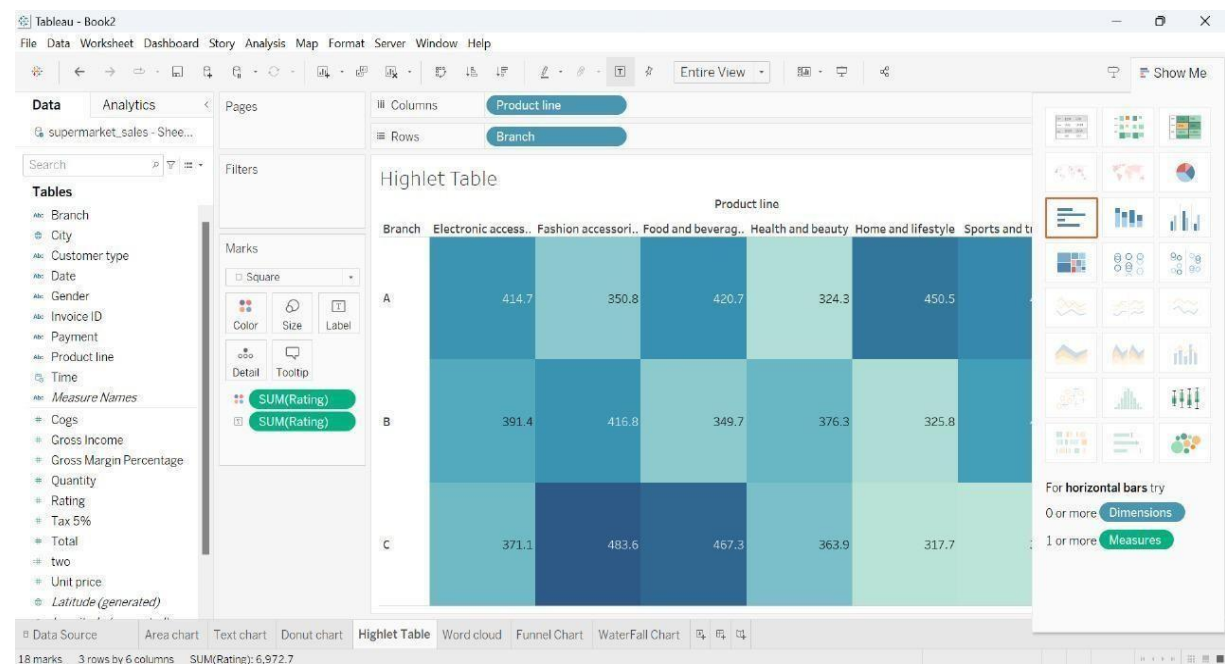 Tableau - Book2
File Data Worksheet Dashboard Story Analysis Map Format Server Window Help
Entire View
Show Me
Data Analytics
Pages
Columns Product line
supermarket_sales - Shee...
Rows Branch
Search
Filters
Highlet Table
Tables
Product line
Branch
Branch Electronic access.. Fashion accessori.. Food and beverag.. Health and beauty Home and lifestyle Sports and
City
Marks
Abc Customer type
Square
Abc Date
Abc Gender
A 414.7 350.8 420.7 324.3 450.5
Abc Invoice ID
Color Size Label
Abc Payment
Abc Product line
Detail Tooltip
Time
Abc Measure Names
SUM(Rating)
# Cogs
SUM(Rating)
B 391.4 416.8 349.7 376.3 325.8
# Gross Income
# Gross Margin Percentage
# Quantity
For horizontal bars try
# Rating
0 or more Dimensions
# Tax 5%
1 or more Measures
# Total
C 371.1 483.6 467.3 363.9 317.7
two
# Unit price
Latitude (generated)
Data Source Area chart Text chart Donut chart Highlet Table Word cloud Funnel Chart WaterFall Chart
18 marks 3 rows by 6 columns SUM(Rating): 6,972.7